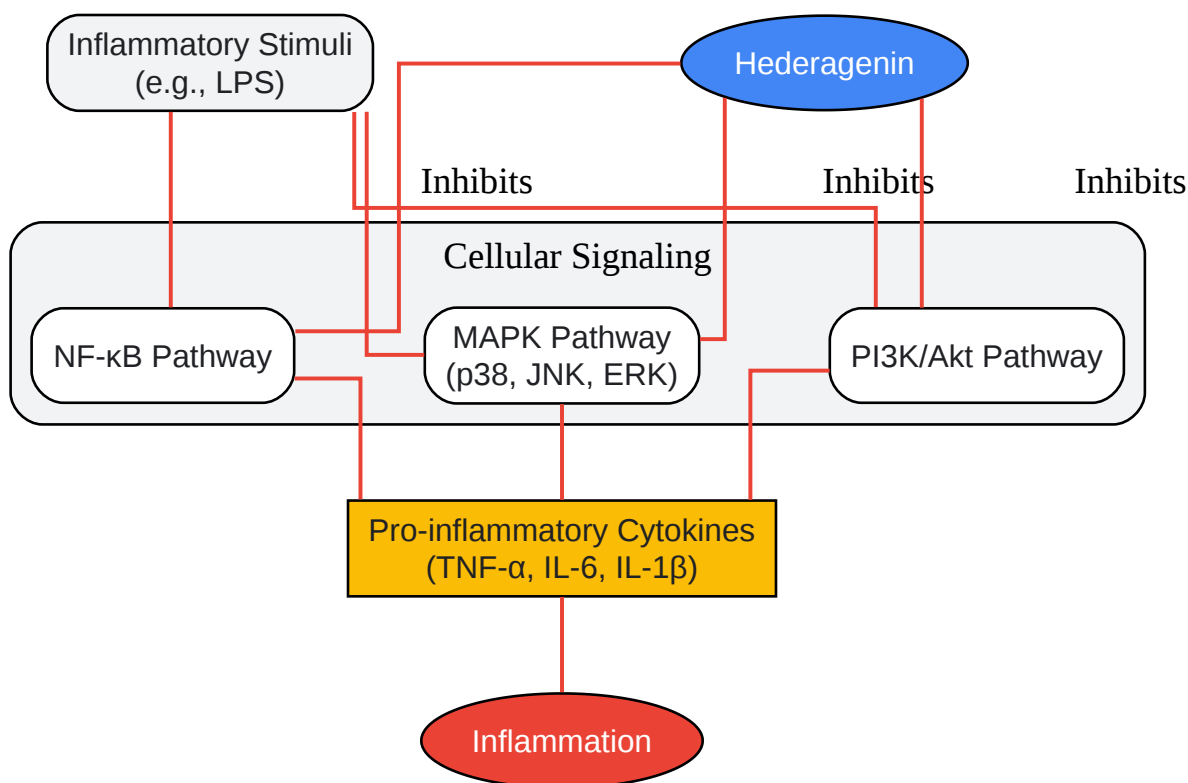 Inflammatory Stimuli
(e.g., LPS)
Hederagenin
Inhibits
Inhibits
Inhibits
Cellular Signaling
NF-κB Pathway
MAPK Pathway
(p38, JNK, ERK)
PI3K/Akt Pathway
Pro-inflammatory Cytokines
(TNF-α, IL-6, IL-1β)
Inflammation